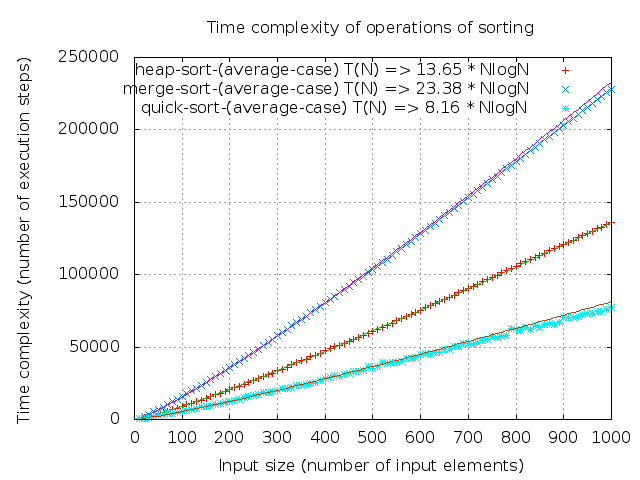 Time complexity of operations of sorting
250000
200000
150000
100000
50000
0
Time complexity (number of execution steps)
heap-sort-(average-case) T(N) => 13.65 * NlogN
merge-sort-(average-case) T(N) => 23.38 * NlogN
quick-sort-(average-case) T(N) => 8.16 * NlogN
0 100 200 300 400 500 600 700 800 900 1000
Input size (number of input elements)